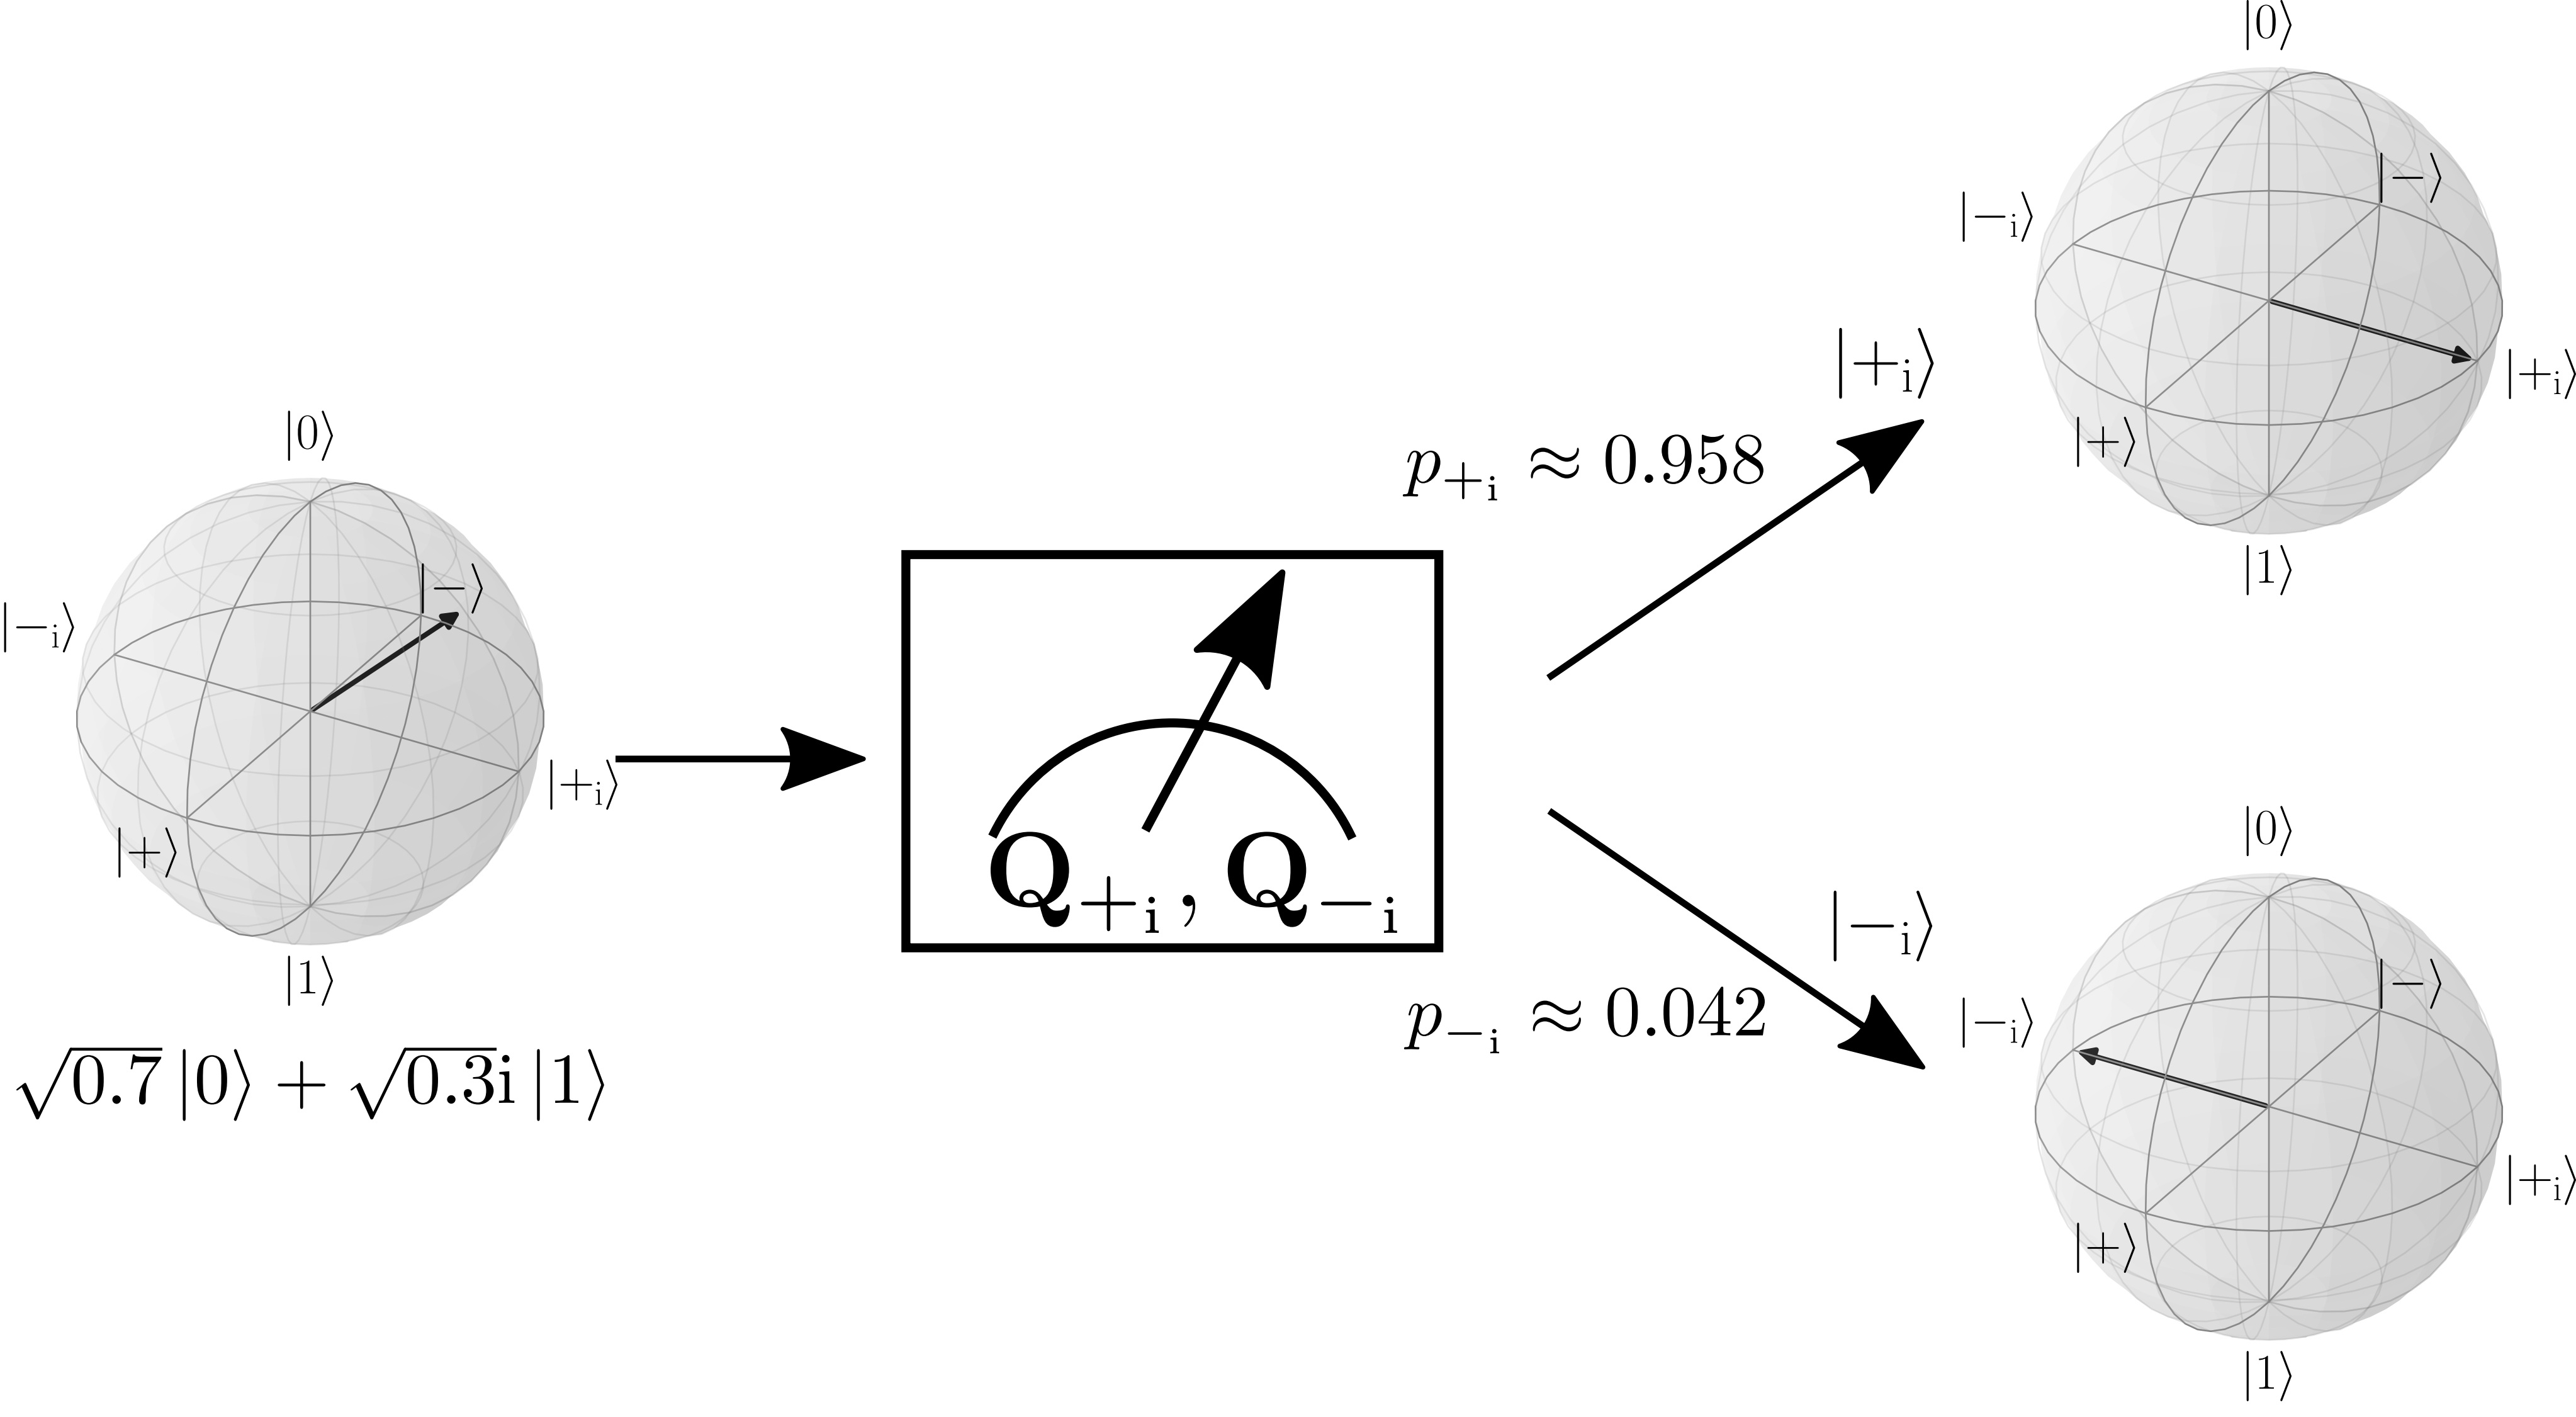 |0⟩
|−⟩
|−ᵢ⟩
|+ᵢ⟩
|+⟩
|1⟩
√0.7 |0⟩ + √0.3i |1⟩
Q₊ᵢ, Q₋ᵢ
p₊ᵢ ≈ 0.958
|+ᵢ⟩
p₋ᵢ ≈ 0.042
|−ᵢ⟩
|0⟩
|−⟩
|−ᵢ⟩
|+ᵢ⟩
|+⟩
|1⟩
|0⟩
|−⟩
|−ᵢ⟩
|+ᵢ⟩
|+⟩
|1⟩